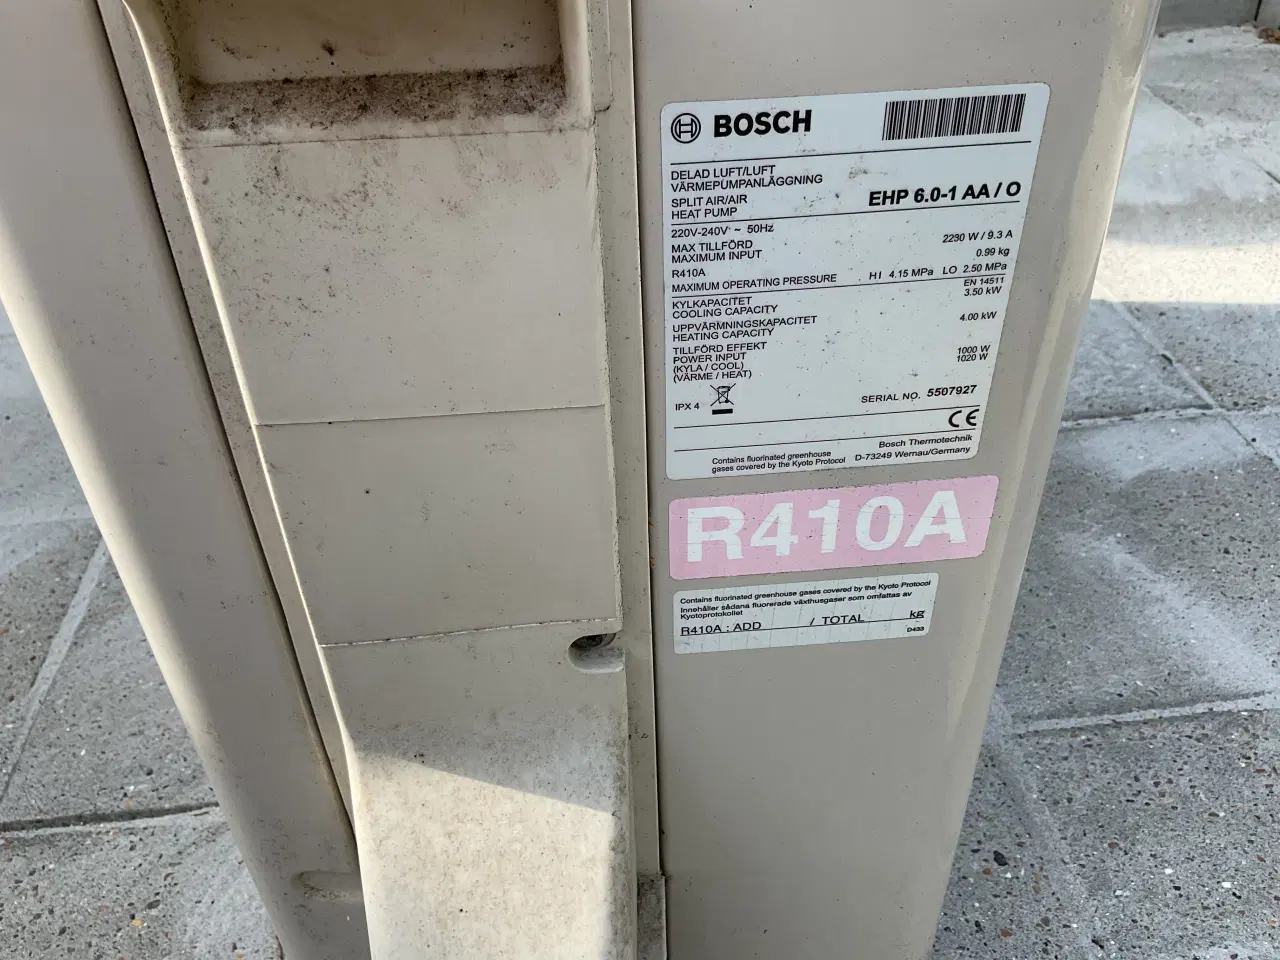 BOSCH
DELAD LUFT/LUFT
VÄRMEPUMPANLÄGGNING
SPLIT AIR/AIR
HEAT PUMP
EHP 6.0-1 AA / O
220V-240V ~ 50Hz
MAX TILLFÖRD
MAXIMUM INPUT
2230 W / 9.3 A
R410A
0.99 kg
MAXIMUM OPERATING PRESSURE HI 4.15 MPa LO 2.50 MPa
EN 14511
KYLKAPACITET
COOLING CAPACITY
3.50 kW
UPPVÄRMNINGSKAPACITET
HEATING CAPACITY
4.00 kW
TILLFÖRD EFFEKT
POWER INPUT
(KYLA / COOL)
1000 W
(VÄRME / HEAT)
1020 W
IPX 4
SERIAL NO. 5507927
CE
Contains fluorinated greenhouse
gases covered by the Kyoto Protocol
Bosch Thermotechnik
D-73249 Wernau/Germany
R410A
Contains fluorinated greenhouse gases covered by the Kyoto Protocol
Innehåller sådana fluorerade växthusgaser som omfattas av
Kyotoprotokollet
R410A : ADD / TOTAL kg
D433